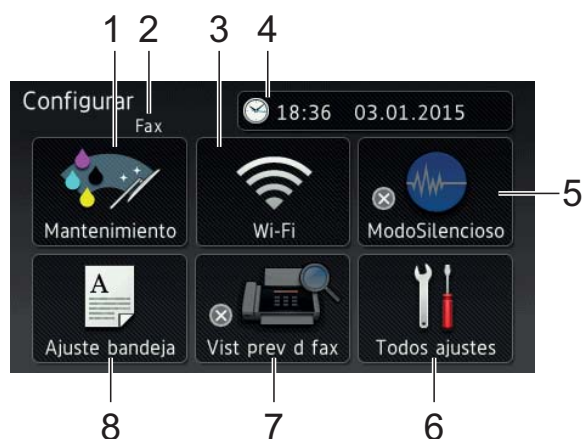 1 2 3 4
Configurar
Fax
18:36 03.01.2015
5
Mantenimiento Wi-Fi ModoSilencioso
A
Ajuste bandeja Vist prev d fax Todos ajustes
8 7 6